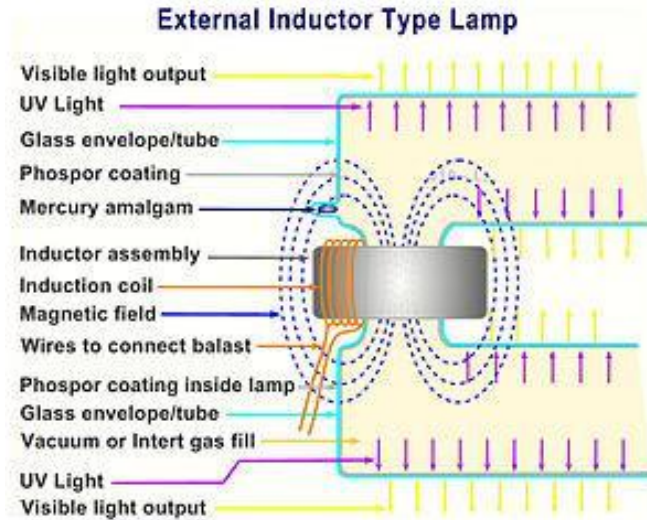 External Inductor Type Lamp
Visible light output
UV Light
Glass envelope/tube
Phospor coating
Mercury amalgam
Inductor assembly
Induction coil
Magnetic field
Wires to connect balast
Phospor coating inside lamp
Glass envelope/tube
Vacuum or Intert gas fill
UV Light
Visible light output